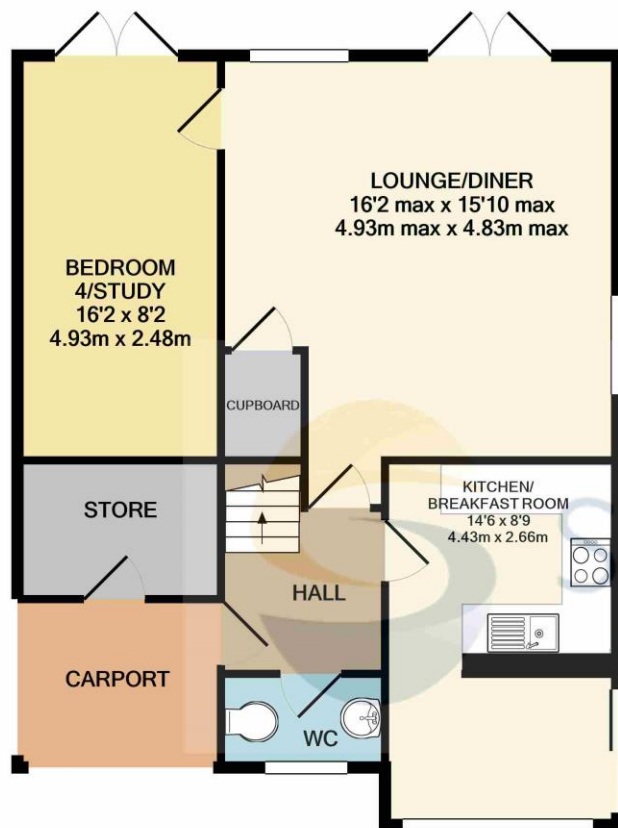 LOUNGE/DINER
16'2 max x 15'10 max
4.93m max x 4.83m max
BEDROOM
4/STUDY
16'2 x 8'2
4.93m x 2.48m
CUPBOARD
STORE
KITCHEN/
BREAKFAST ROOM
14'6 x 8'9
4.43m x 2.66m
HALL
CARPORT
WC